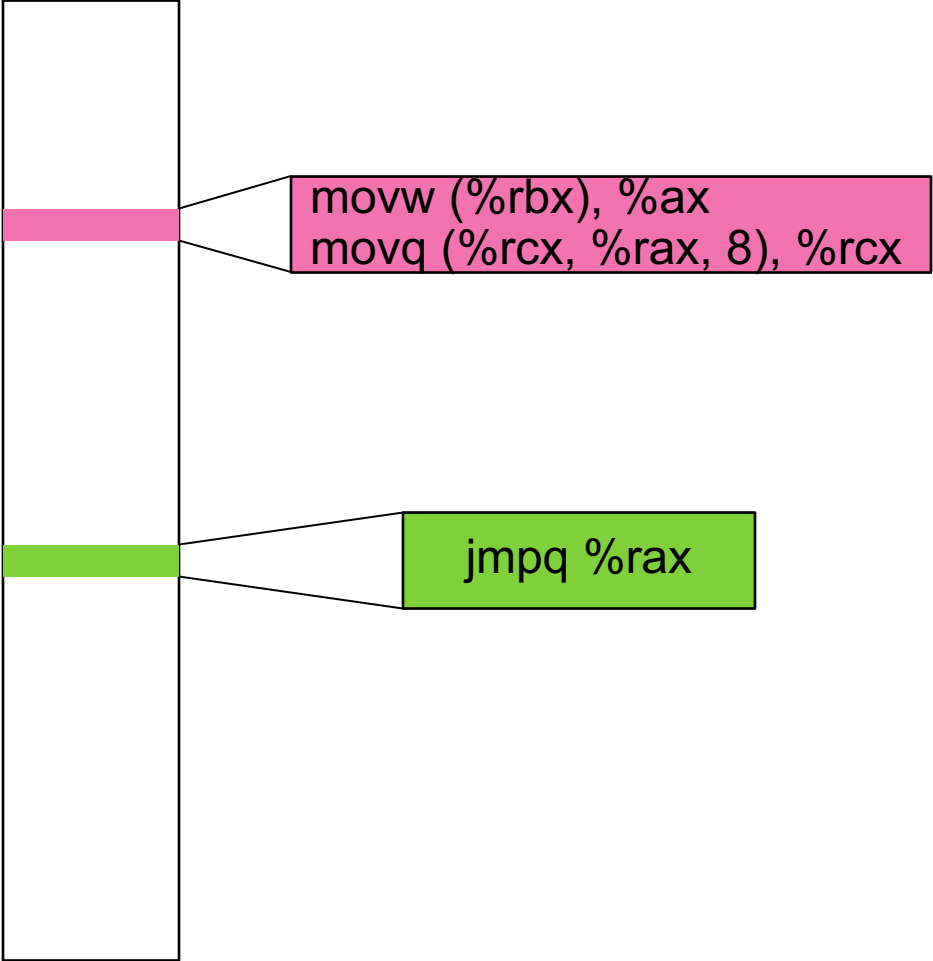 movw (%rbx), %ax
movq (%rcx, %rax, 8), %rcx
jmpq %rax